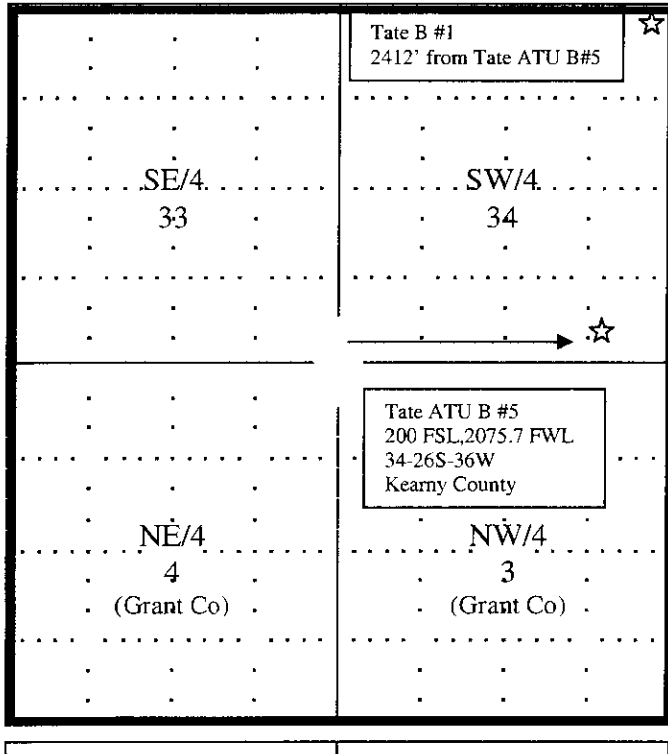 Tate B #1
2412' from Tate ATU B#5
SE/4
33
SW/4
34
Tate ATU B #5
200 FSL,2075.7 FWL
34-26S-36W
Kearny County
NE/4
4
(Grant Co)
NW/4
3
(Grant Co)